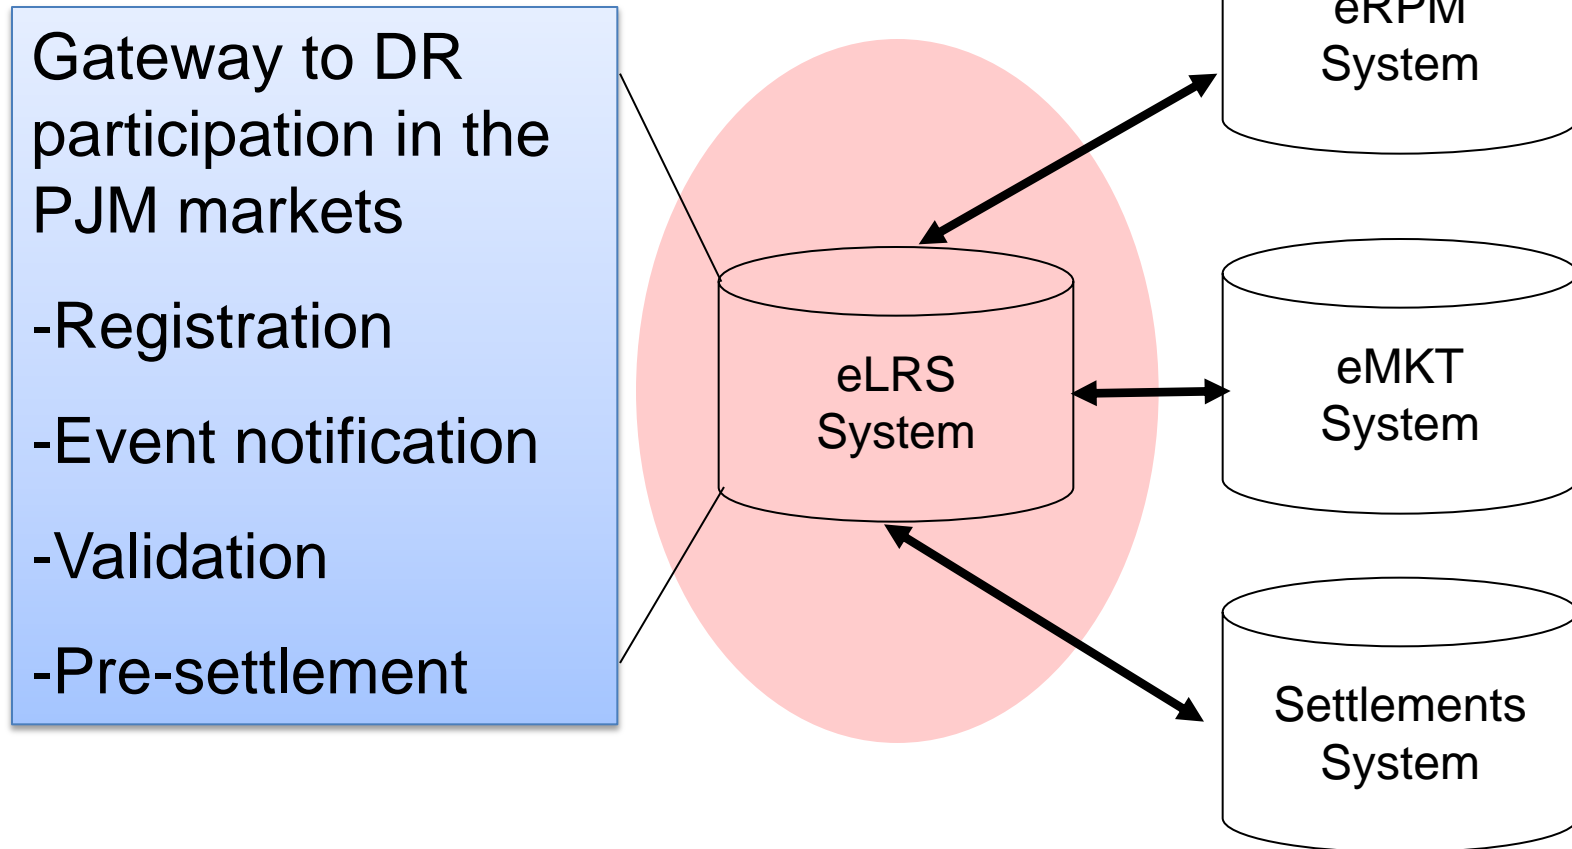 Gateway to DR
participation in the
PJM markets
-Registration
-Event notification
-Validation
-Pre-settlement
eRPM
System
eLRS
System
eMKT
System
Settlements
System